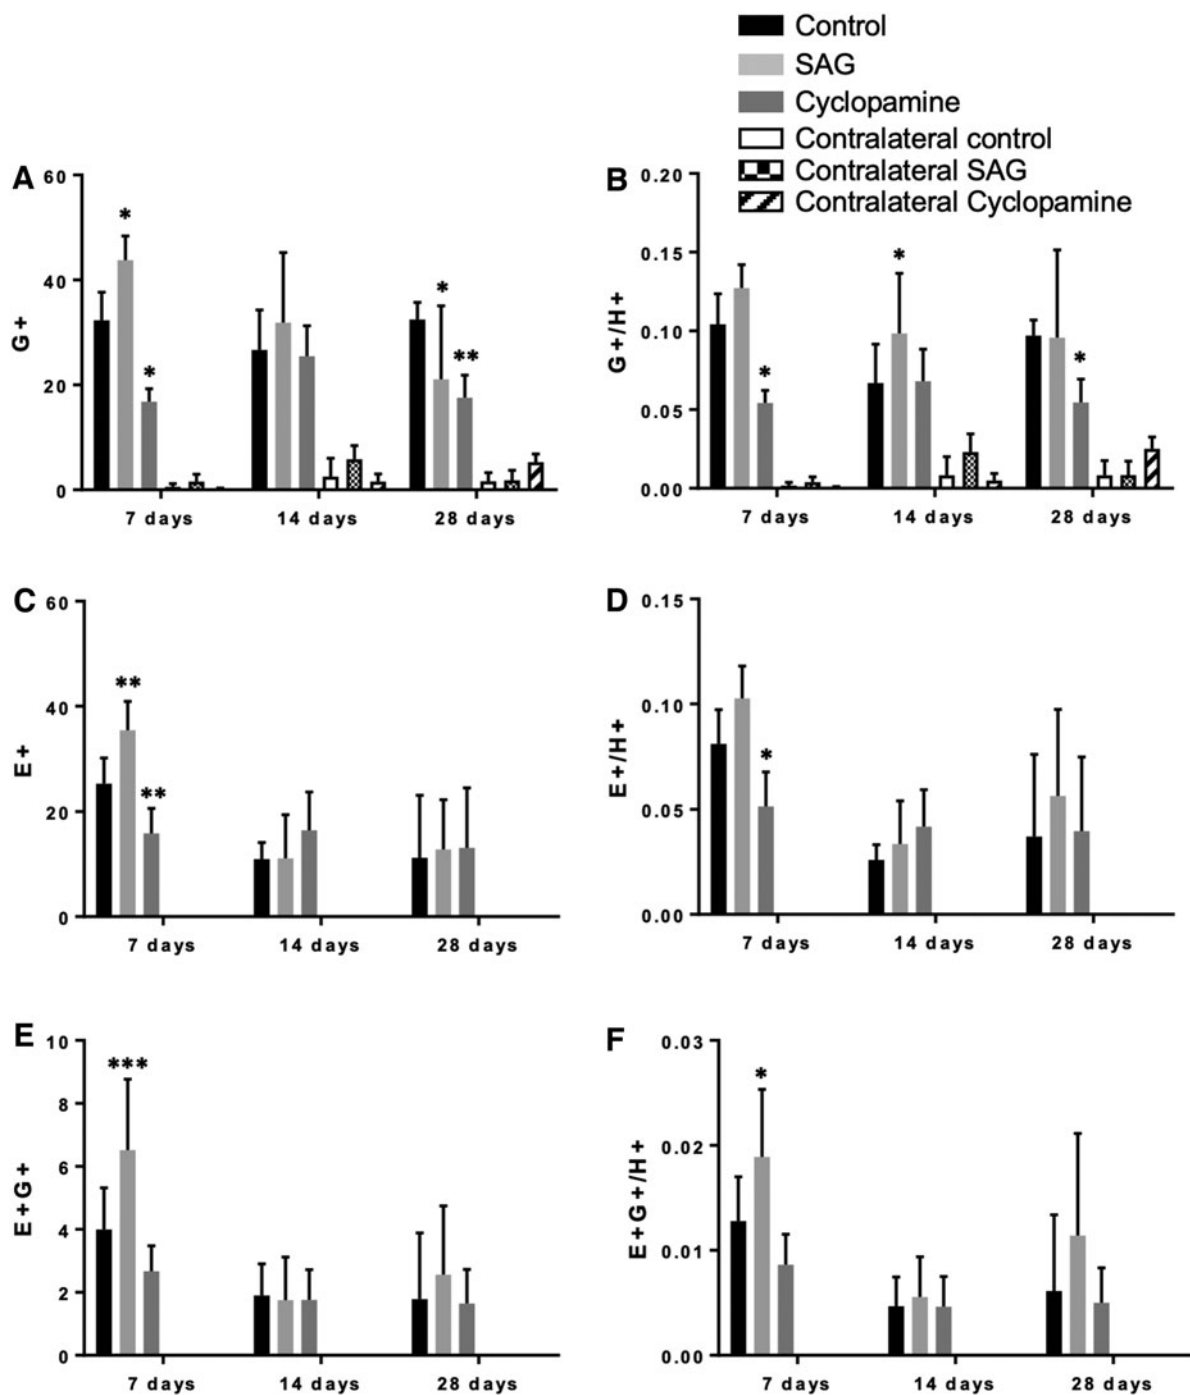 Control
SAG
Cyclopamine
Contralateral control
Contralateral SAG
Contralateral Cyclopamine
A
60
40
20
0
G+
*
*
*
**
7 days
14 days
28 days
B
0.20
0.15
0.10
0.05
0.00
G+/H+
*
*
*
7 days
14 days
28 days
C
60
40
20
0
E+
**
**
7 days
14 days
28 days
D
0.15
0.10
0.05
0.00
E+/H+
*
7 days
14 days
28 days
E
10
8
6
4
2
0
E+G+
***
7 days
14 days
28 days
F
0.03
0.02
0.01
0.00
E+G+/H+
*
7 days
14 days
28 days